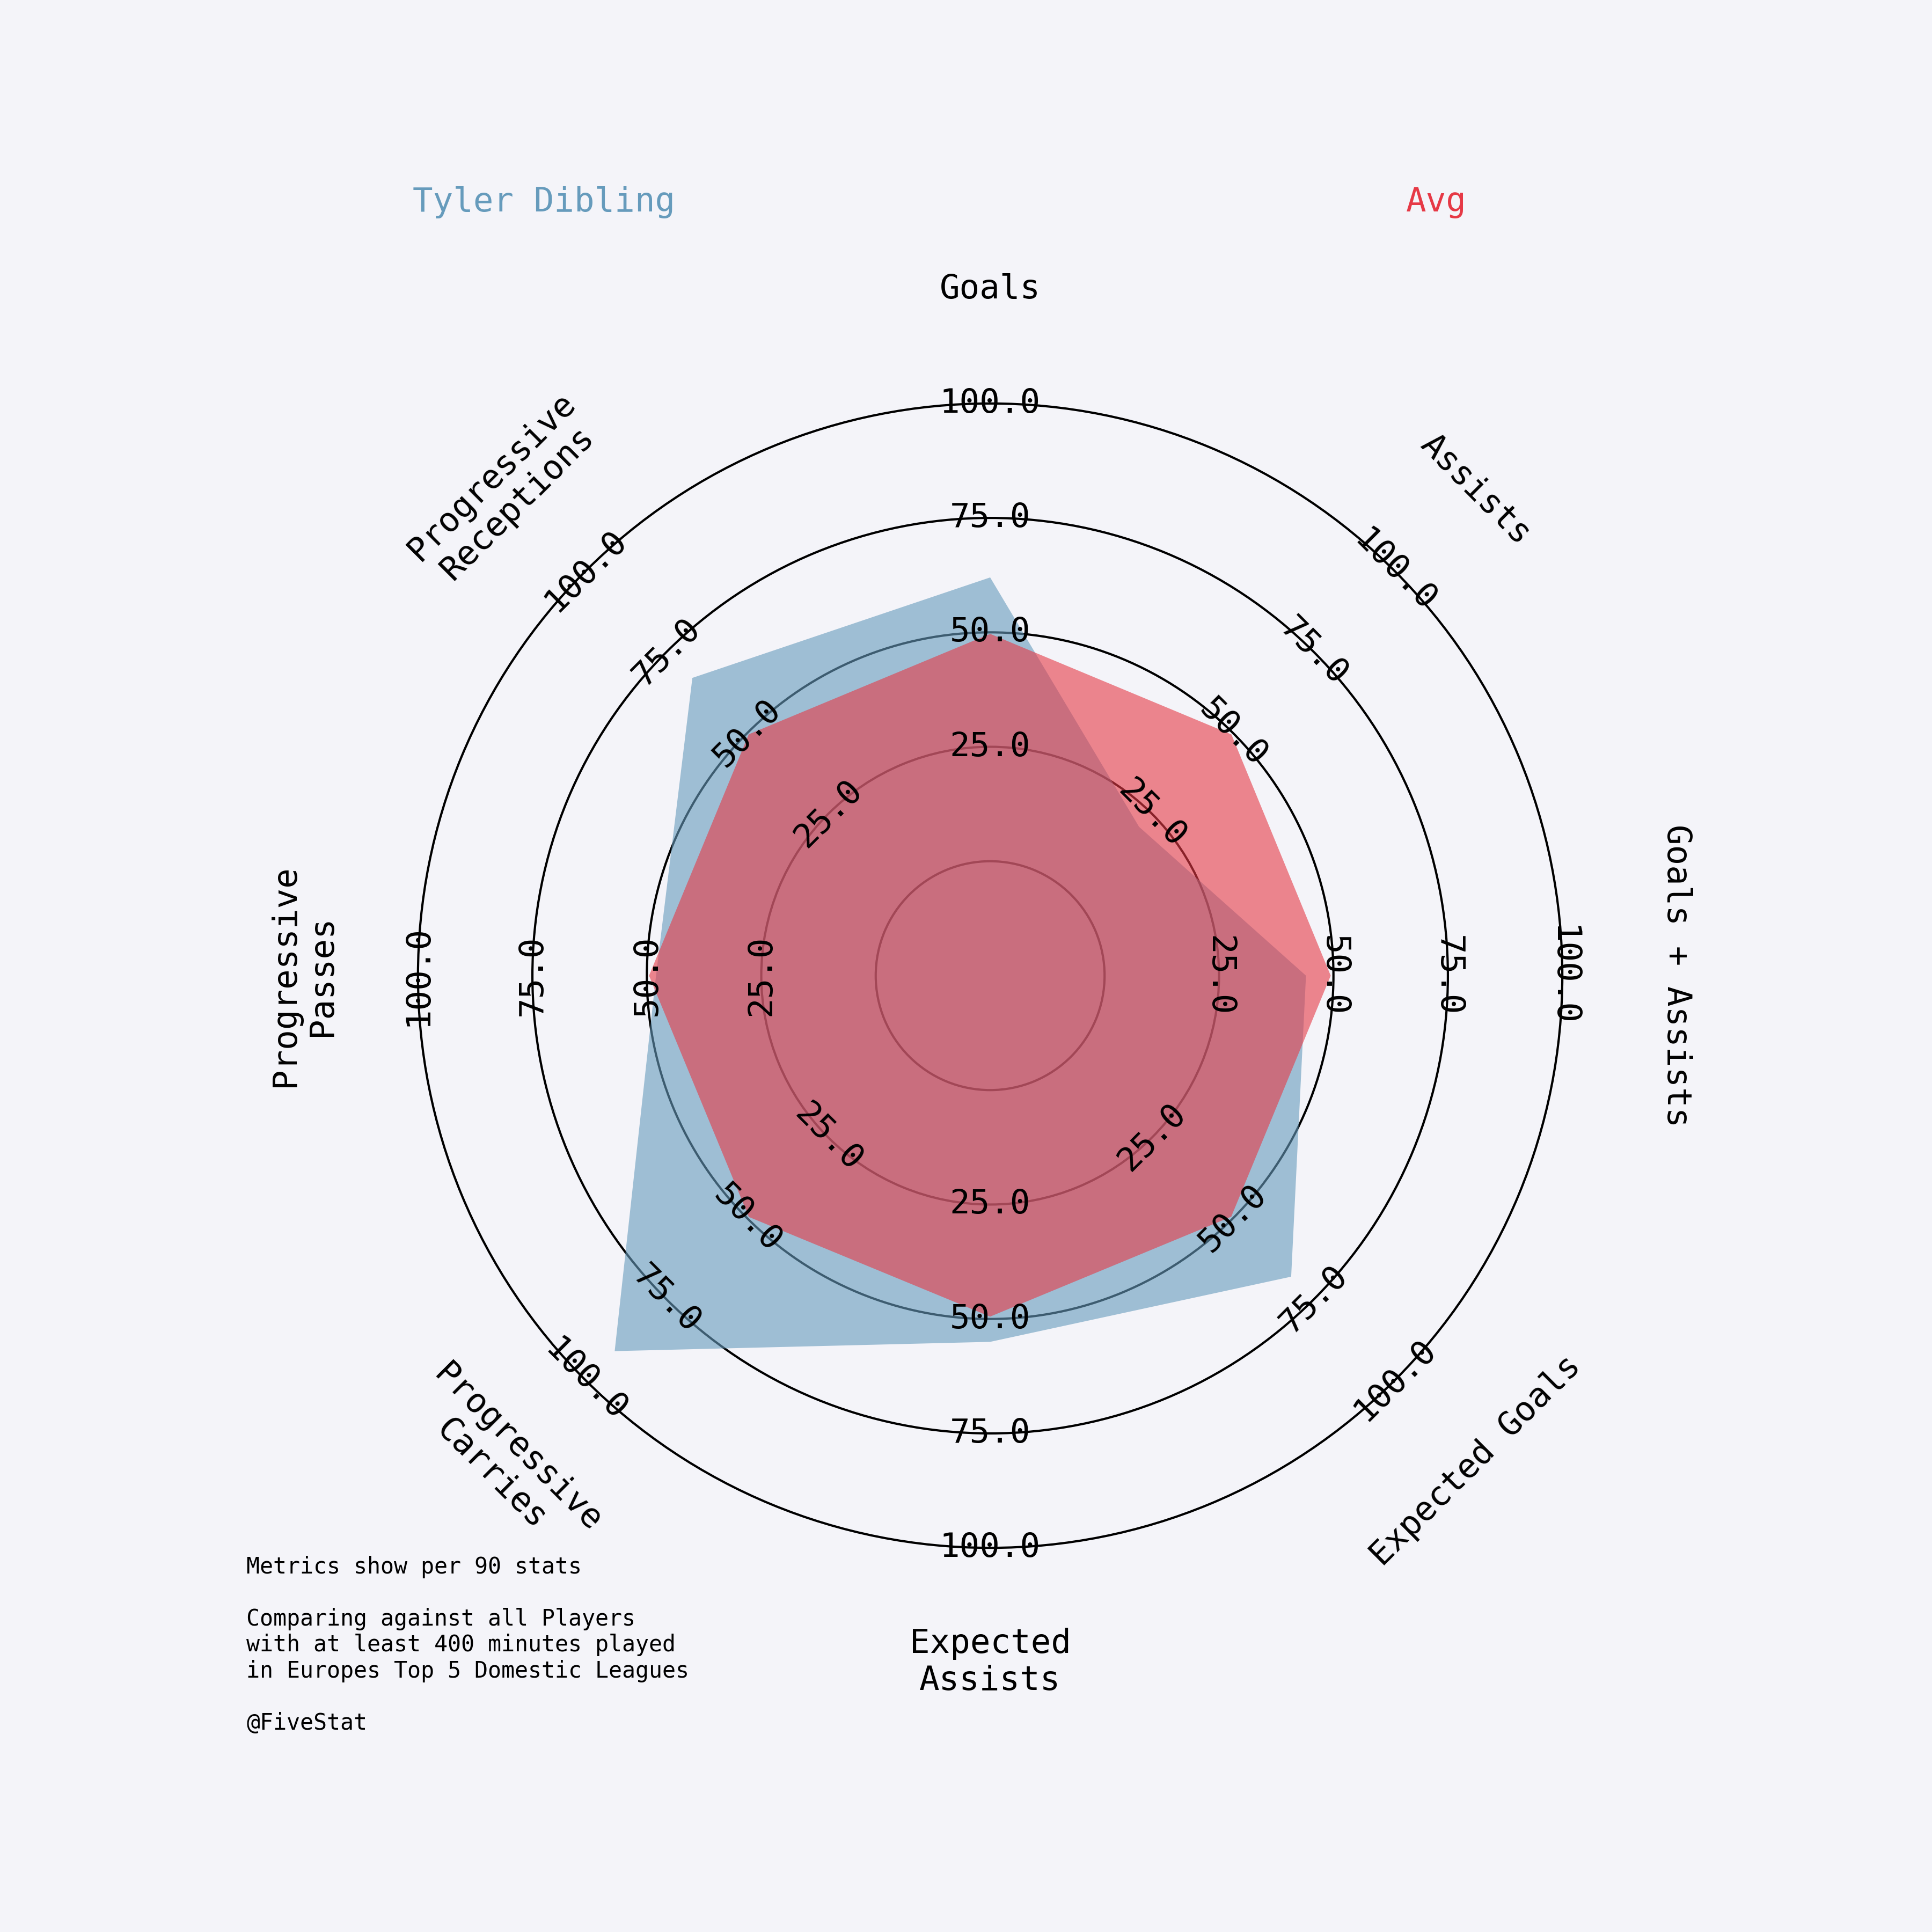 Tyler Dibling
Avg
Goals
Assists
Goals + Assists
Expected Goals
Expected
Assists
Progressive
Carries
Progressive
Passes
Progressive
Receptions
25.0
50.0
75.0
100.0
25.0
50.0
75.0
100.0
25.0
50.0
75.0
100.0
25.0
50.0
75.0
100.0
25.0
50.0
75.0
100.0
25.0
50.0
75.0
100.0
25.0
50.0
75.0
100.0
25.0
50.0
75.0
100.0
Metrics show per 90 stats
Comparing against all Players
with at least 400 minutes played
in Europes Top 5 Domestic Leagues
@FiveStat